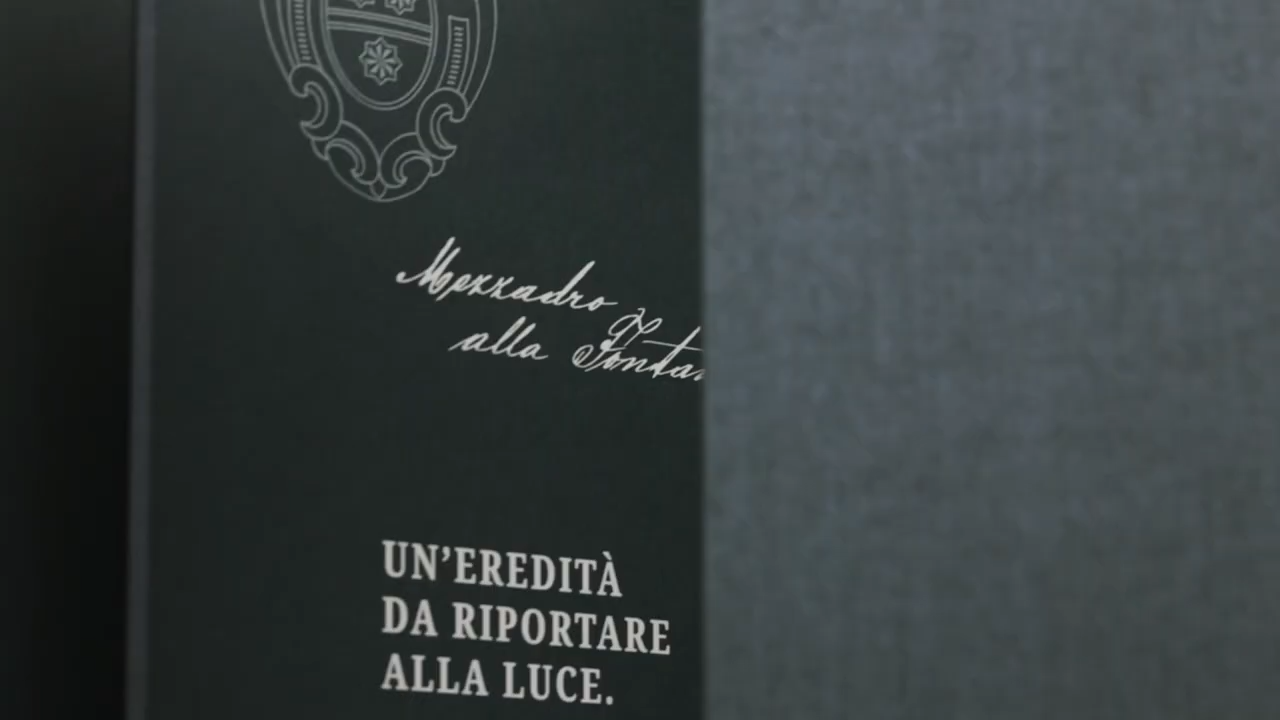 Mezzadro
alla
UN'EREDITÀ
DA RIPORTARE
ALLA LUCE.